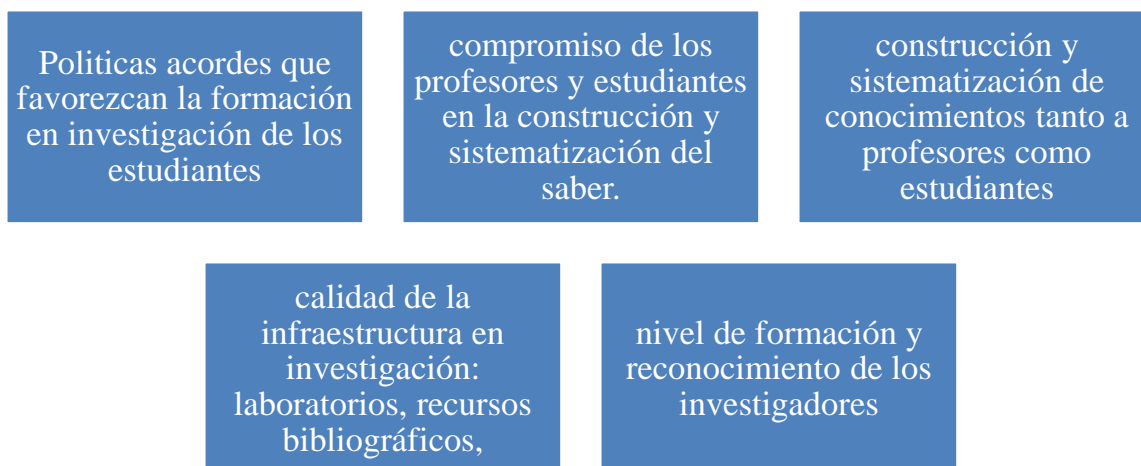 Politicas acordes que
favorezcan la formación
en investigación de los
estudiantes
compromiso de los
profesores y estudiantes
en la construcción y
sistematización del
saber.
construcción y
sistematización de
conocimientos tanto a
profesores como
estudiantes
calidad de la
infraestructura en
investigación:
laboratorios, recursos
bibliográficos,
nivel de formación y
reconocimiento de los
investigadores